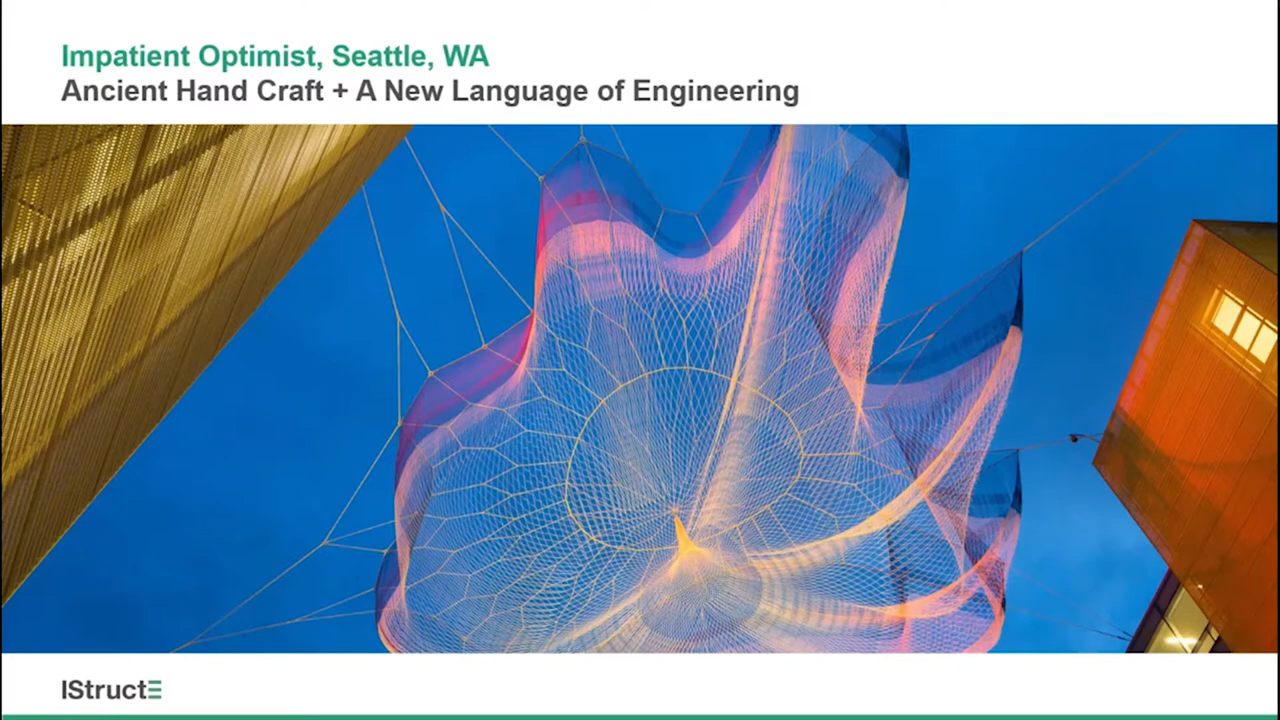 Impatient Optimist, Seattle, WA
Ancient Hand Craft + A New Language of Engineering
IStructE